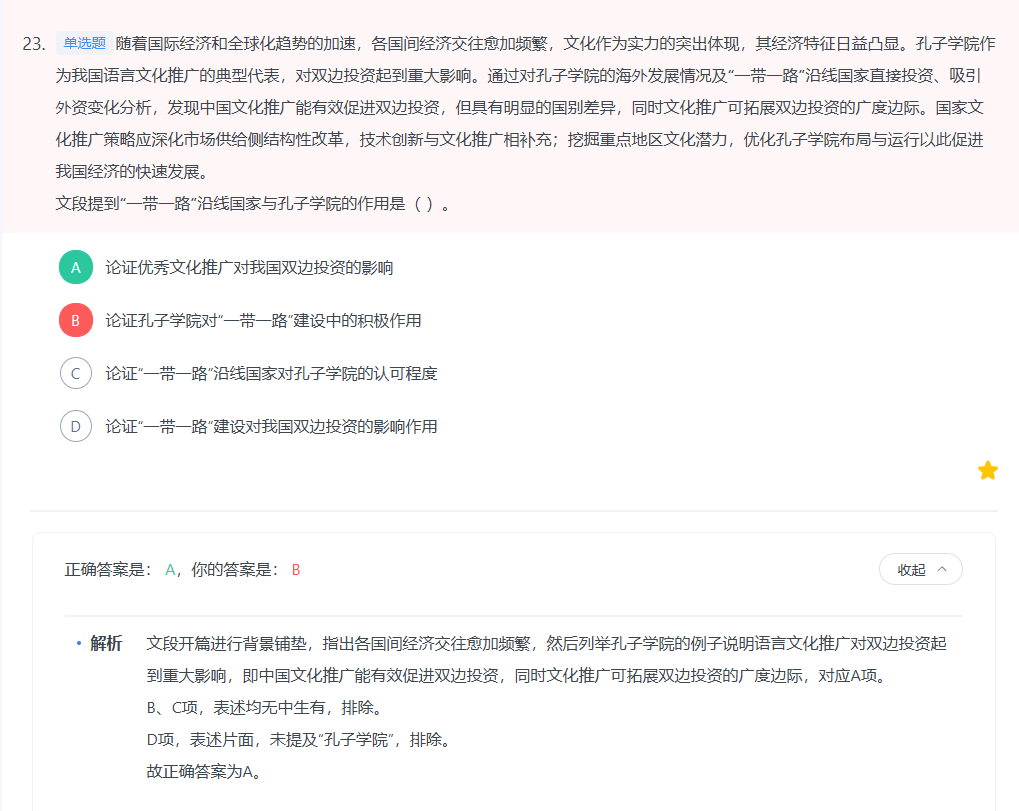 23. 单选题 随着国际经济和全球化趋势的加速，各国间经济交往愈加频繁，文化作为实力的突出体现，其经济特征日益凸显。孔子学院作
为我国语言文化推广的典型代表，对双边投资起到重大影响。通过对孔子学院的海外发展情况及“一带一路”沿线国家直接投资、吸引
外资变化分析，发现中国文化推广能有效促进双边投资，但具有明显的国别差异，同时文化推广可拓展双边投资的广度边际。国家文
化推广策略应深化市场供给侧结构性改革，技术创新与文化推广相补充；挖掘重点地区文化潜力，优化孔子学院布局与运行以此促进
我国经济的快速发展。
文段提到“一带一路”沿线国家与孔子学院的作用是（ ）。
A 论证优秀文化推广对我国双边投资的影响
B 论证孔子学院对“一带一路”建设中的积极作用
C 论证“一带一路”沿线国家对孔子学院的认可程度
D 论证“一带一路”建设对我国双边投资的影响作用
正确答案是： A，你的答案是： B
收起
解析 文段开篇进行背景铺垫，指出各国间经济交往愈加频繁，然后列举孔子学院的例子说明语言文化推广对双边投资起
到重大影响，即中国文化推广能有效促进双边投资，同时文化推广可拓展双边投资的广度边际，对应A项。
B、C项，表述均无中生有，排除。
D项，表述片面，未提及“孔子学院”，排除。
故正确答案为A。